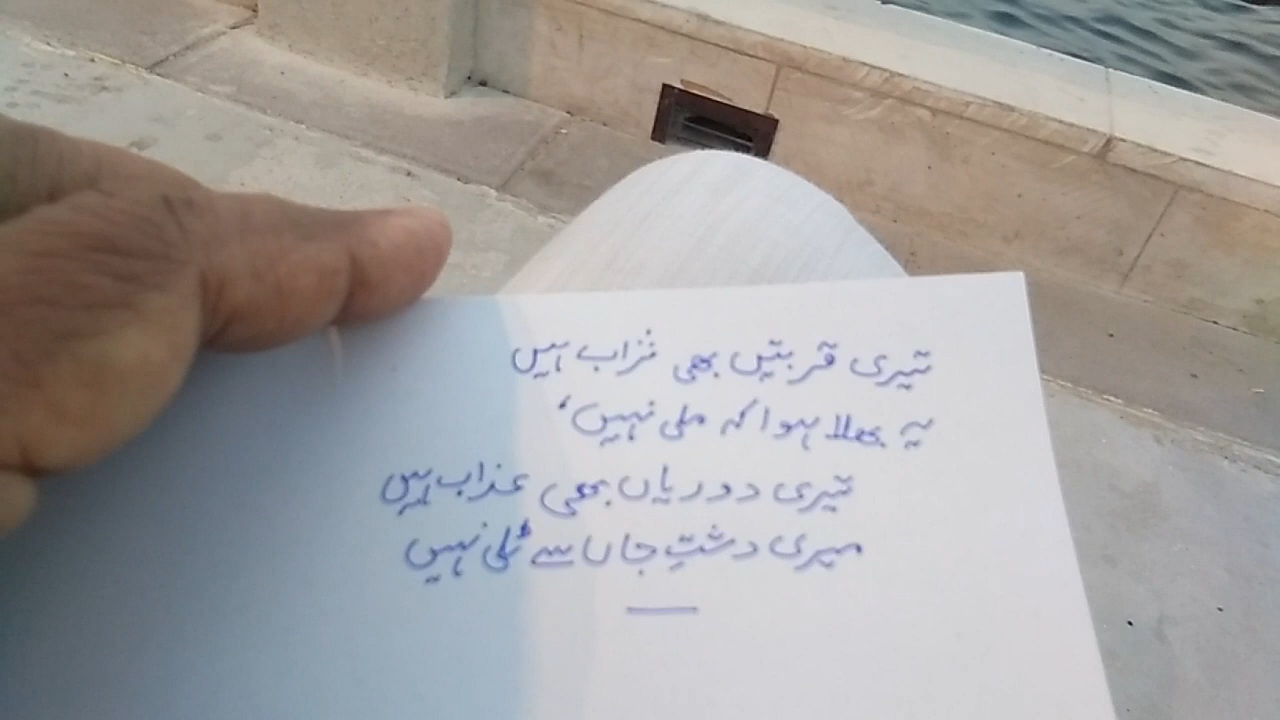 تیری قربتیں بھی خراب ہیں
یہ بھلا ہوا کہ ملی نہیں،
تیری دوریاں بھی عذاب ہیں
میری دشتِ جاں سے ٹلی نہیں